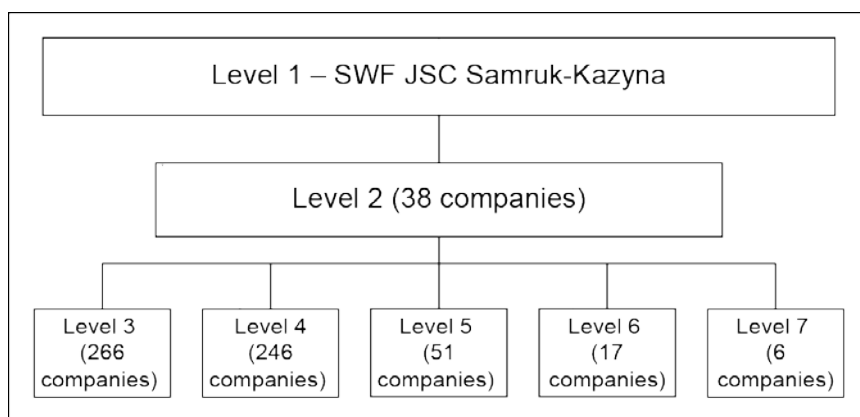 Level 1 – SWF JSC Samruk-Kazyna
Level 2 (38 companies)
Level 3
(266
companies)
Level 4
(246
companies)
Level 5
(51
companies)
Level 6
(17
companies)
Level 7
(6
companies)